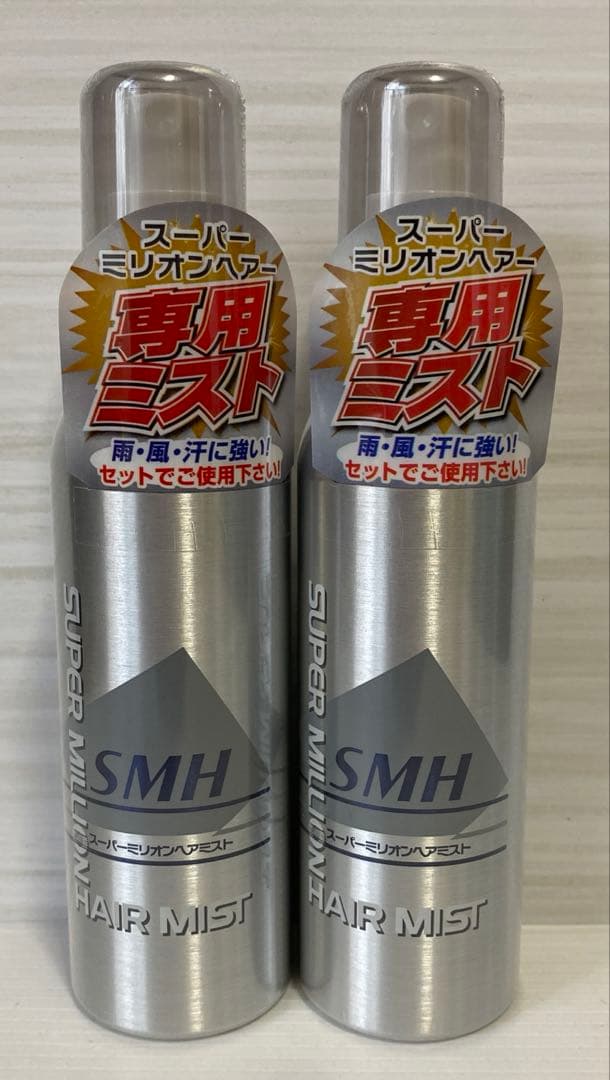 スーパー
ミリオンヘアー
専用
ミスト
雨・風・汗に強い!
セットでご使用下さい!
SUPER MILLION
HAIR MIST
SMH
スーパーミリオンヘアミスト
スーパー
ミリオンヘアー
専用
ミスト
雨・風・汗に強い!
セットでご使用下さい!
SUPER MILLION
HAIR MIST
SMH
スーパーミリオンヘアミスト